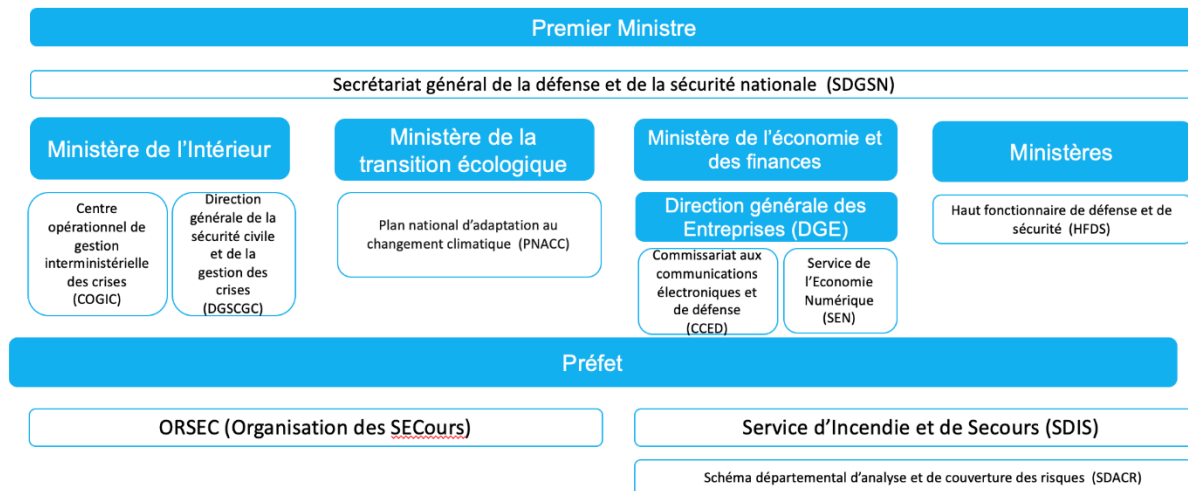 Premier Ministre
Secrétariat général de la défense et de la sécurité nationale (SDGSN)
Ministère de l'Intérieur
Centre
opérationnel de
gestion
interministérielle
des crises
(COGIC)
Direction
générale de la
sécurité civile
et de la
gestion des
crises
(DGSCGC)
Ministère de la
transition écologique
Plan national d'adaptation au
changement climatique (PNACC)
Ministère de l'économie et
des finances
Direction générale des
Entreprises (DGE)
Commissariat aux
communications
électroniques et
de défense
(CCED)
Service de
l'Economie
Numérique
(SEN)
Ministères
Haut fonctionnaire de défense et de
sécurité (HFDS)
Préfet
ORSEC (Organisation des SECours)
Service d'Incendie et de Secours (SDIS)
Schéma départemental d'analyse et de couverture des risques (SDACR)